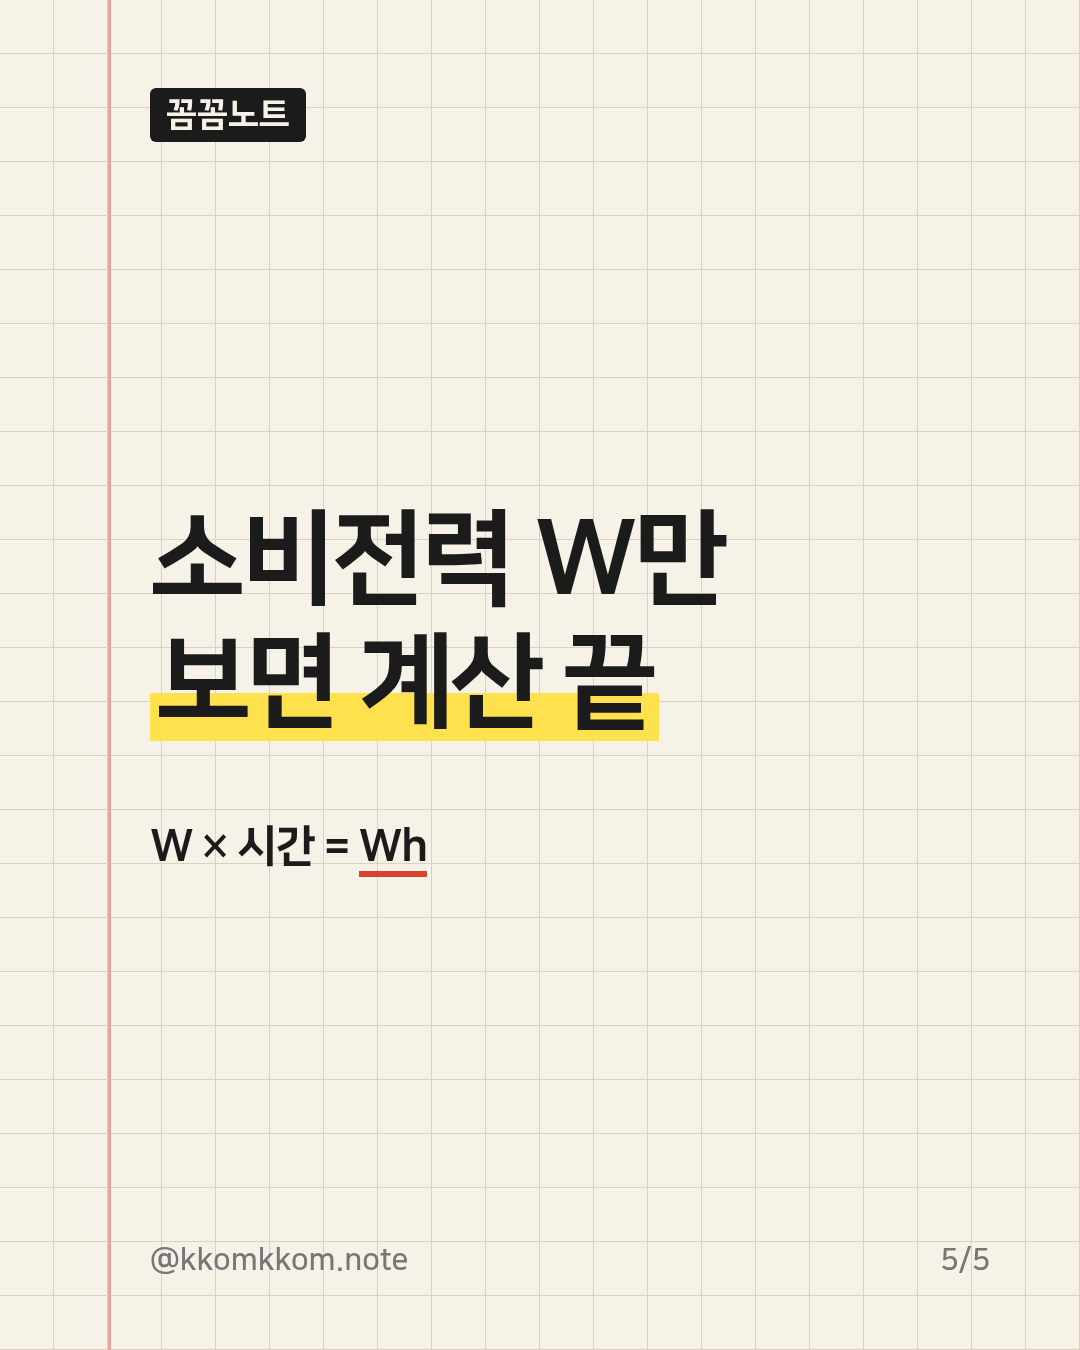 꼼꼼노트
소비전력 W만
보면 계산 끝
W × 시간 = Wh
@kkomkkom.note
5/5